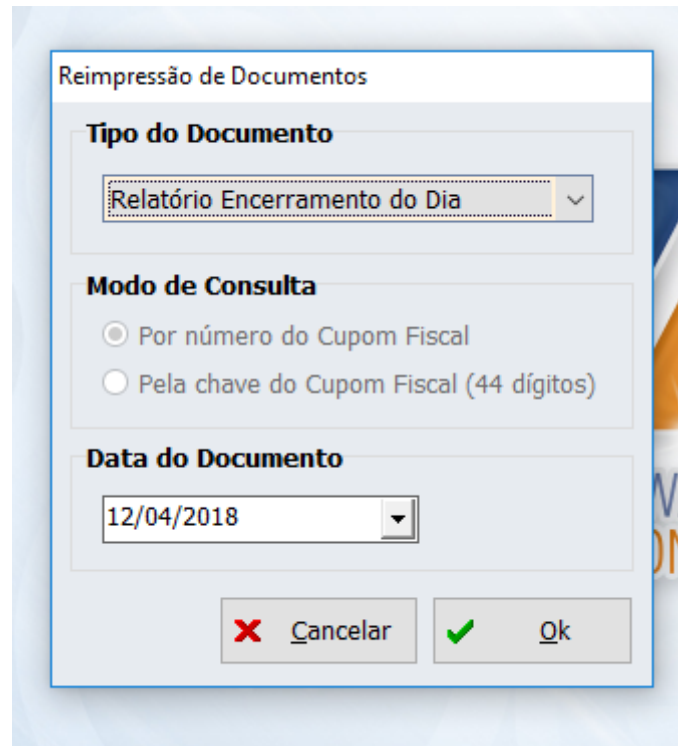 Reimpressão de Documentos
Tipo do Documento
Relatório Encerramento do Dia
Modo de Consulta
Por número do Cupom Fiscal
Pela chave do Cupom Fiscal (44 dígitos)
Data do Documento
12/04/2018
Cancelar
Ok